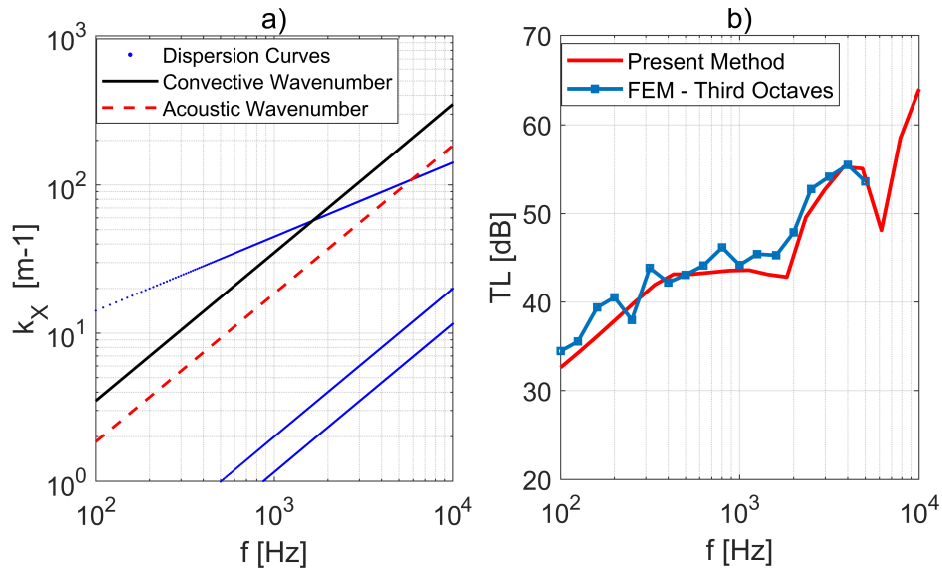 a)
10^3
10^2
10^1
10^0
k_X [m-1]
Dispersion Curves
Convective Wavenumber
Acoustic Wavenumber
10^2
10^3
10^4
f [Hz]
b)
70
60
50
40
30
20
TL [dB]
Present Method
FEM - Third Octaves
10^2
10^3
10^4
f [Hz]